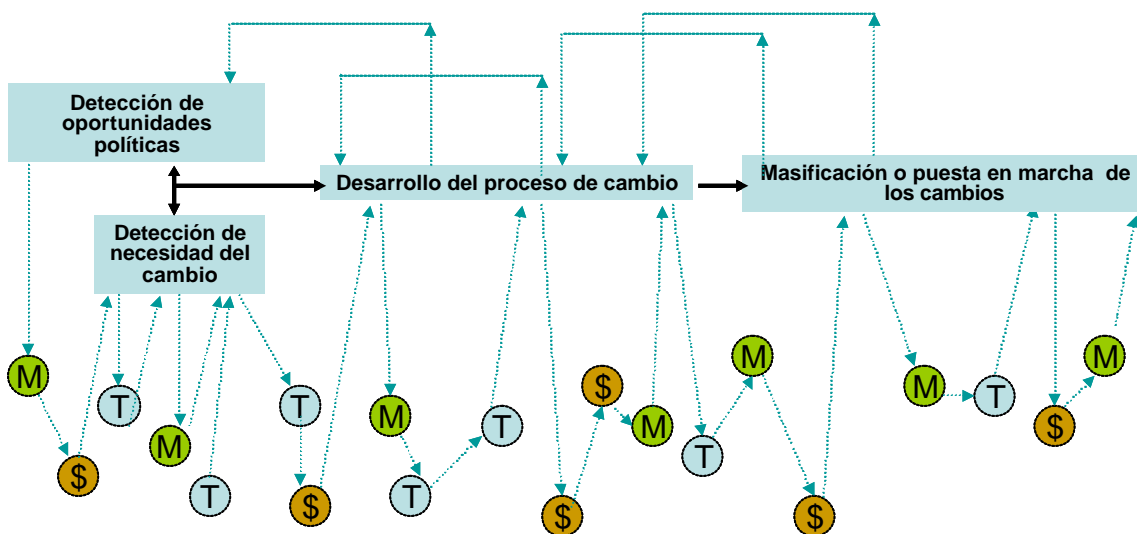 Detección de
oportunidades
políticas
Desarrollo del proceso de cambio
Masificación o puesta en marcha de
los cambios
Detección de
necesidad del
cambio
M
$
T
M
T
T
$
M
T
T
$
$
M
T
M
$
M
T
$
M